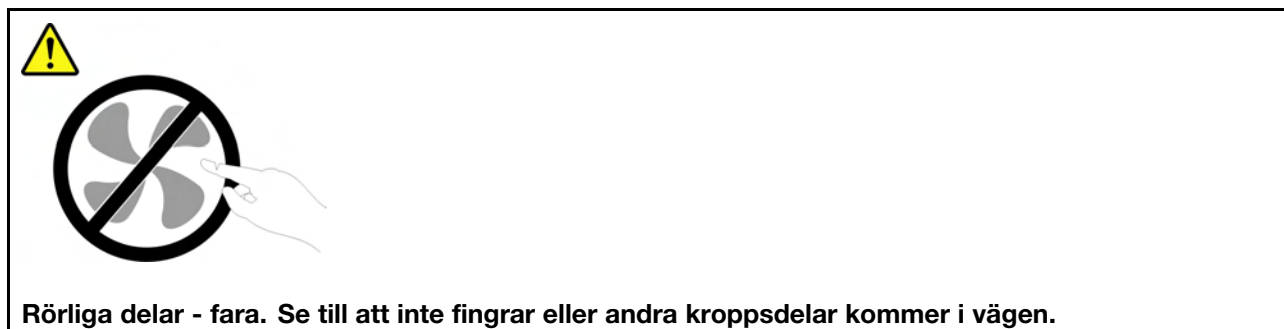 Rörliga delar - fara. Se till att inte fingrar eller andra kroppsdelar kommer i vägen.